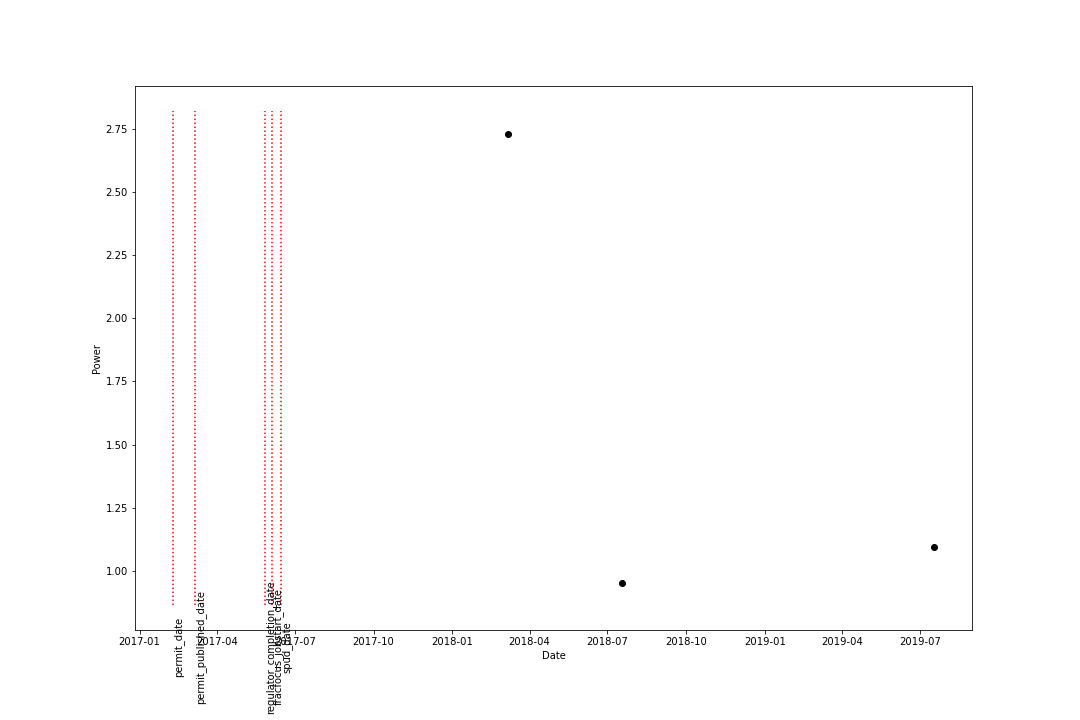 2.75
2.50
2.25
2.00
1.75
1.50
1.25
1.00
Power
2017-01
2017-04
2017-07
2017-10
2018-01
2018-04
2018-07
2018-10
2019-01
2019-04
2019-07
Date
permit_date
permit_published_date
regulator_completion_date
fracfocus_jobstart_date
spud_date